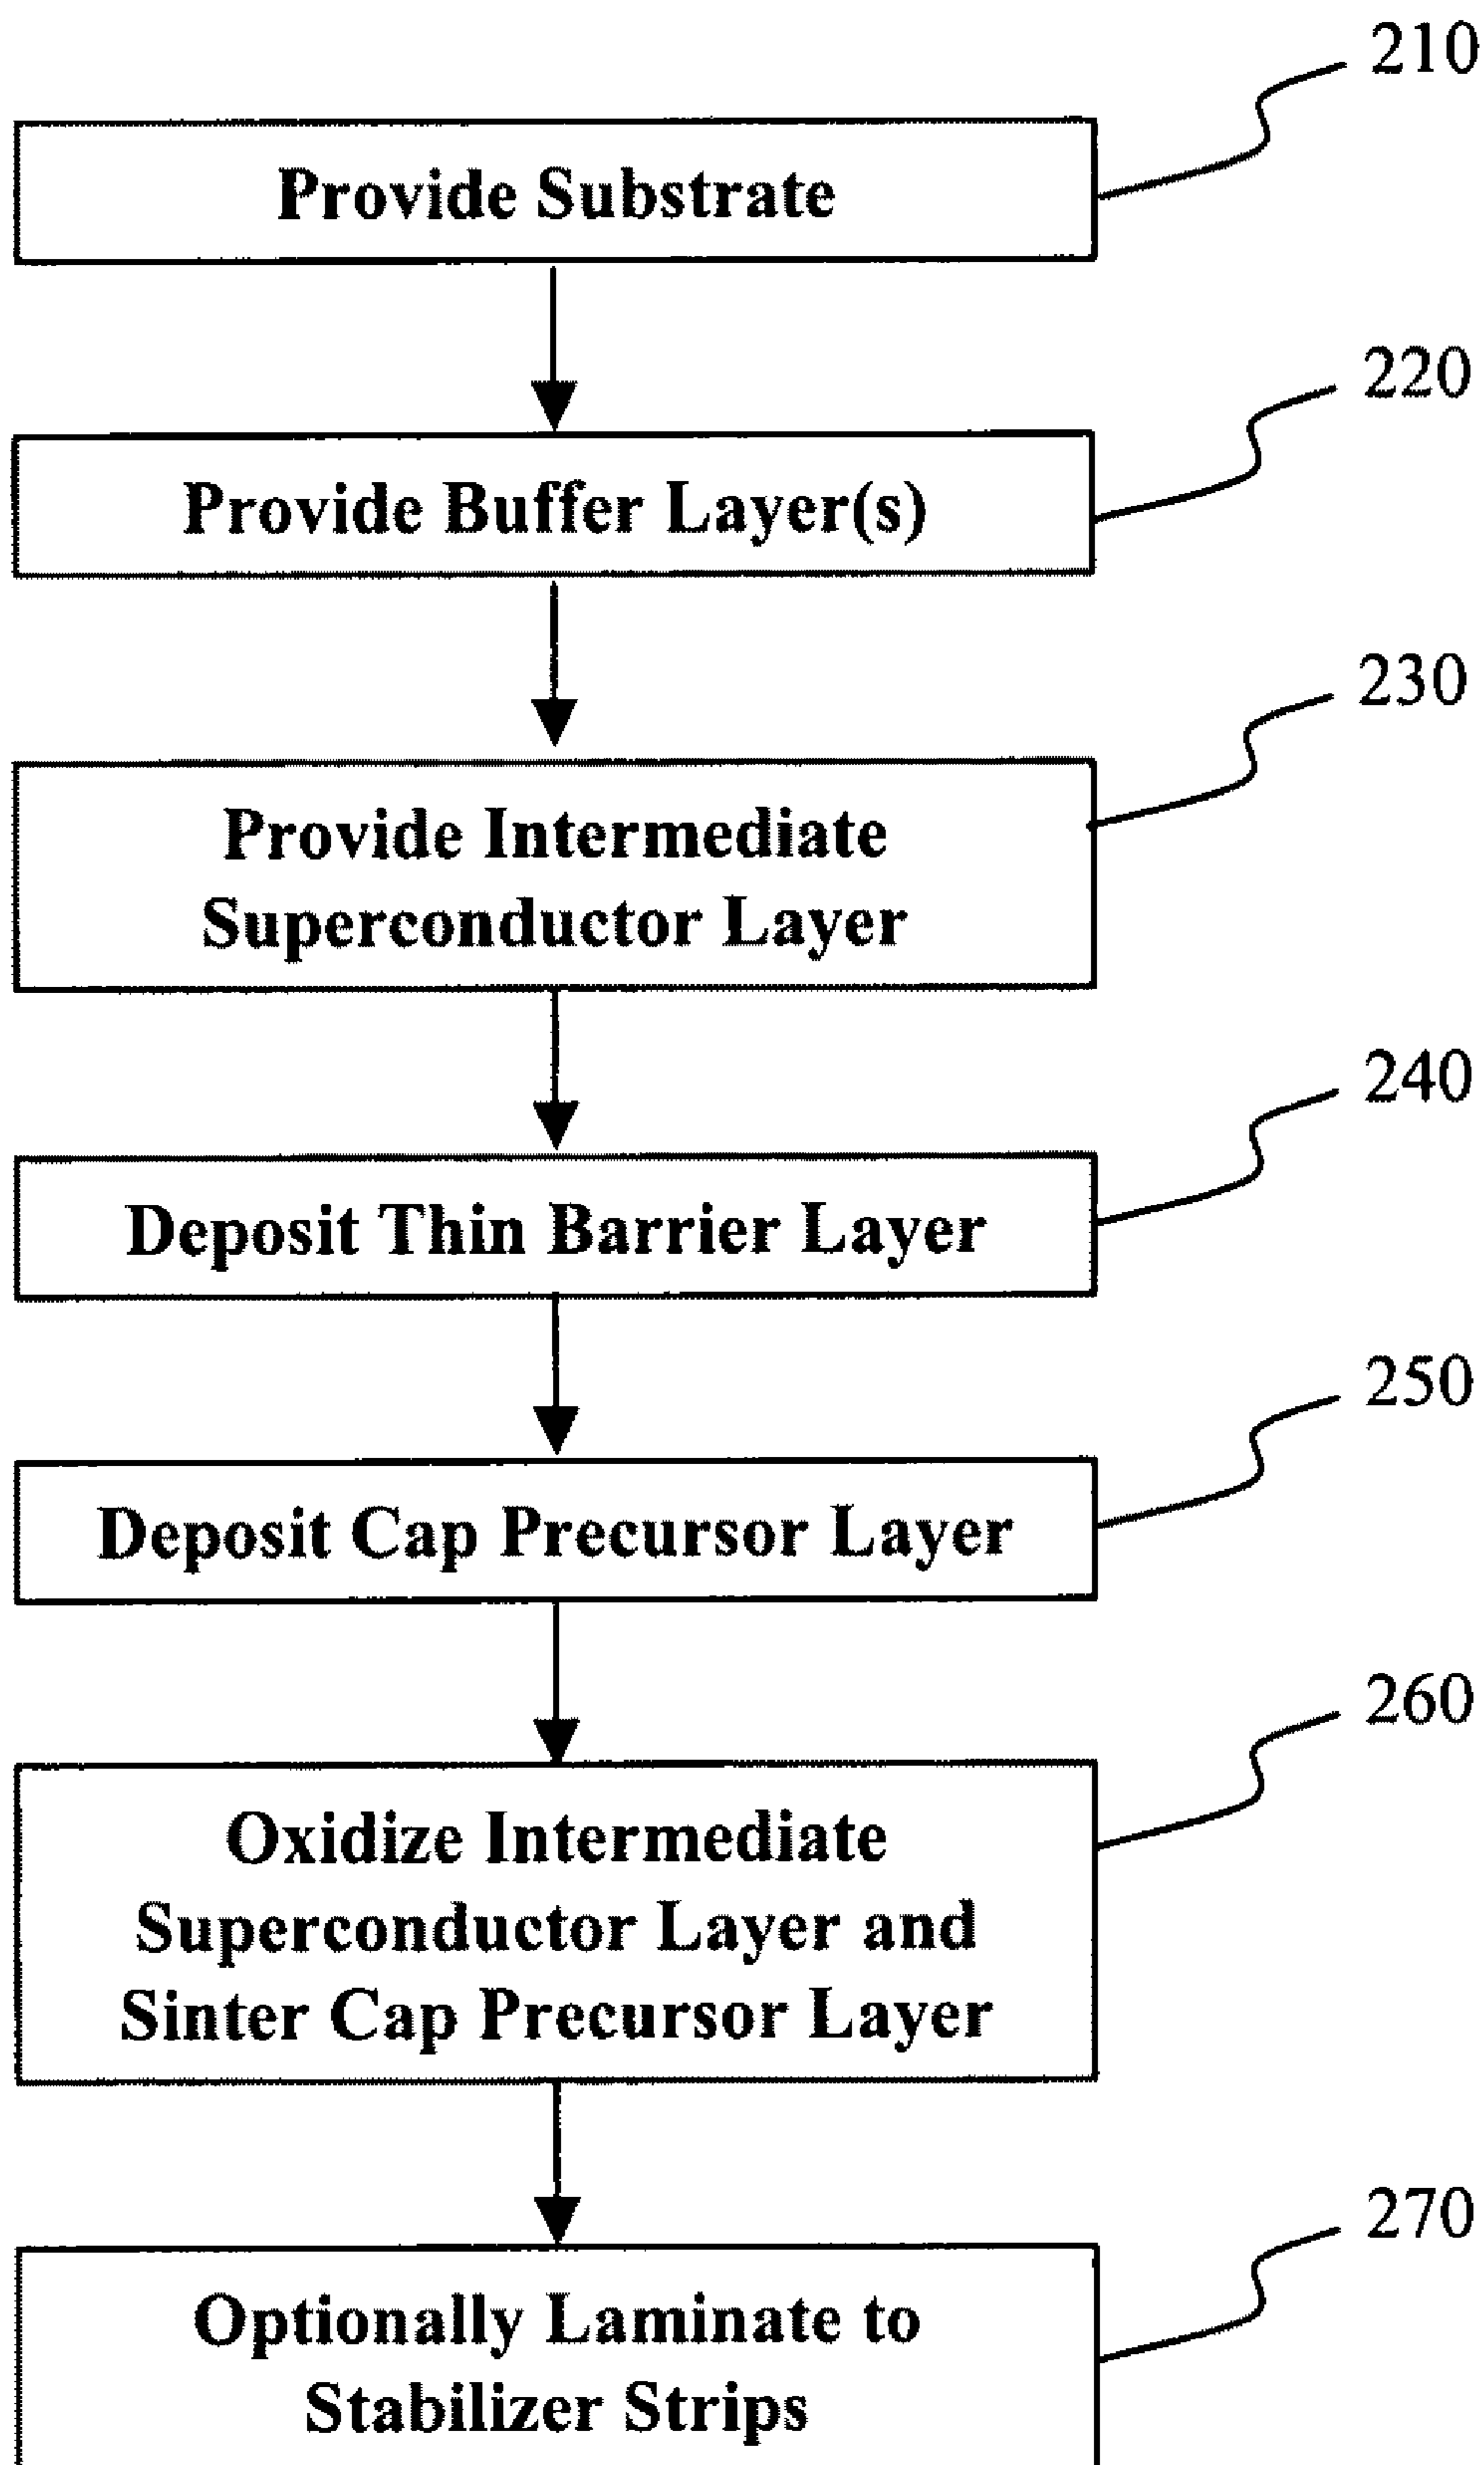 210
Provide Substrate
220
Provide Buffer Layer(s)
230
Provide Intermediate
Superconductor Layer
240
Deposit Thin Barrier Layer
250
Deposit Cap Precursor Layer
260
Oxidize Intermediate
Superconductor Layer and
Sinter Cap Precursor Layer
270
Optionally Laminate to
Stabilizer Strips